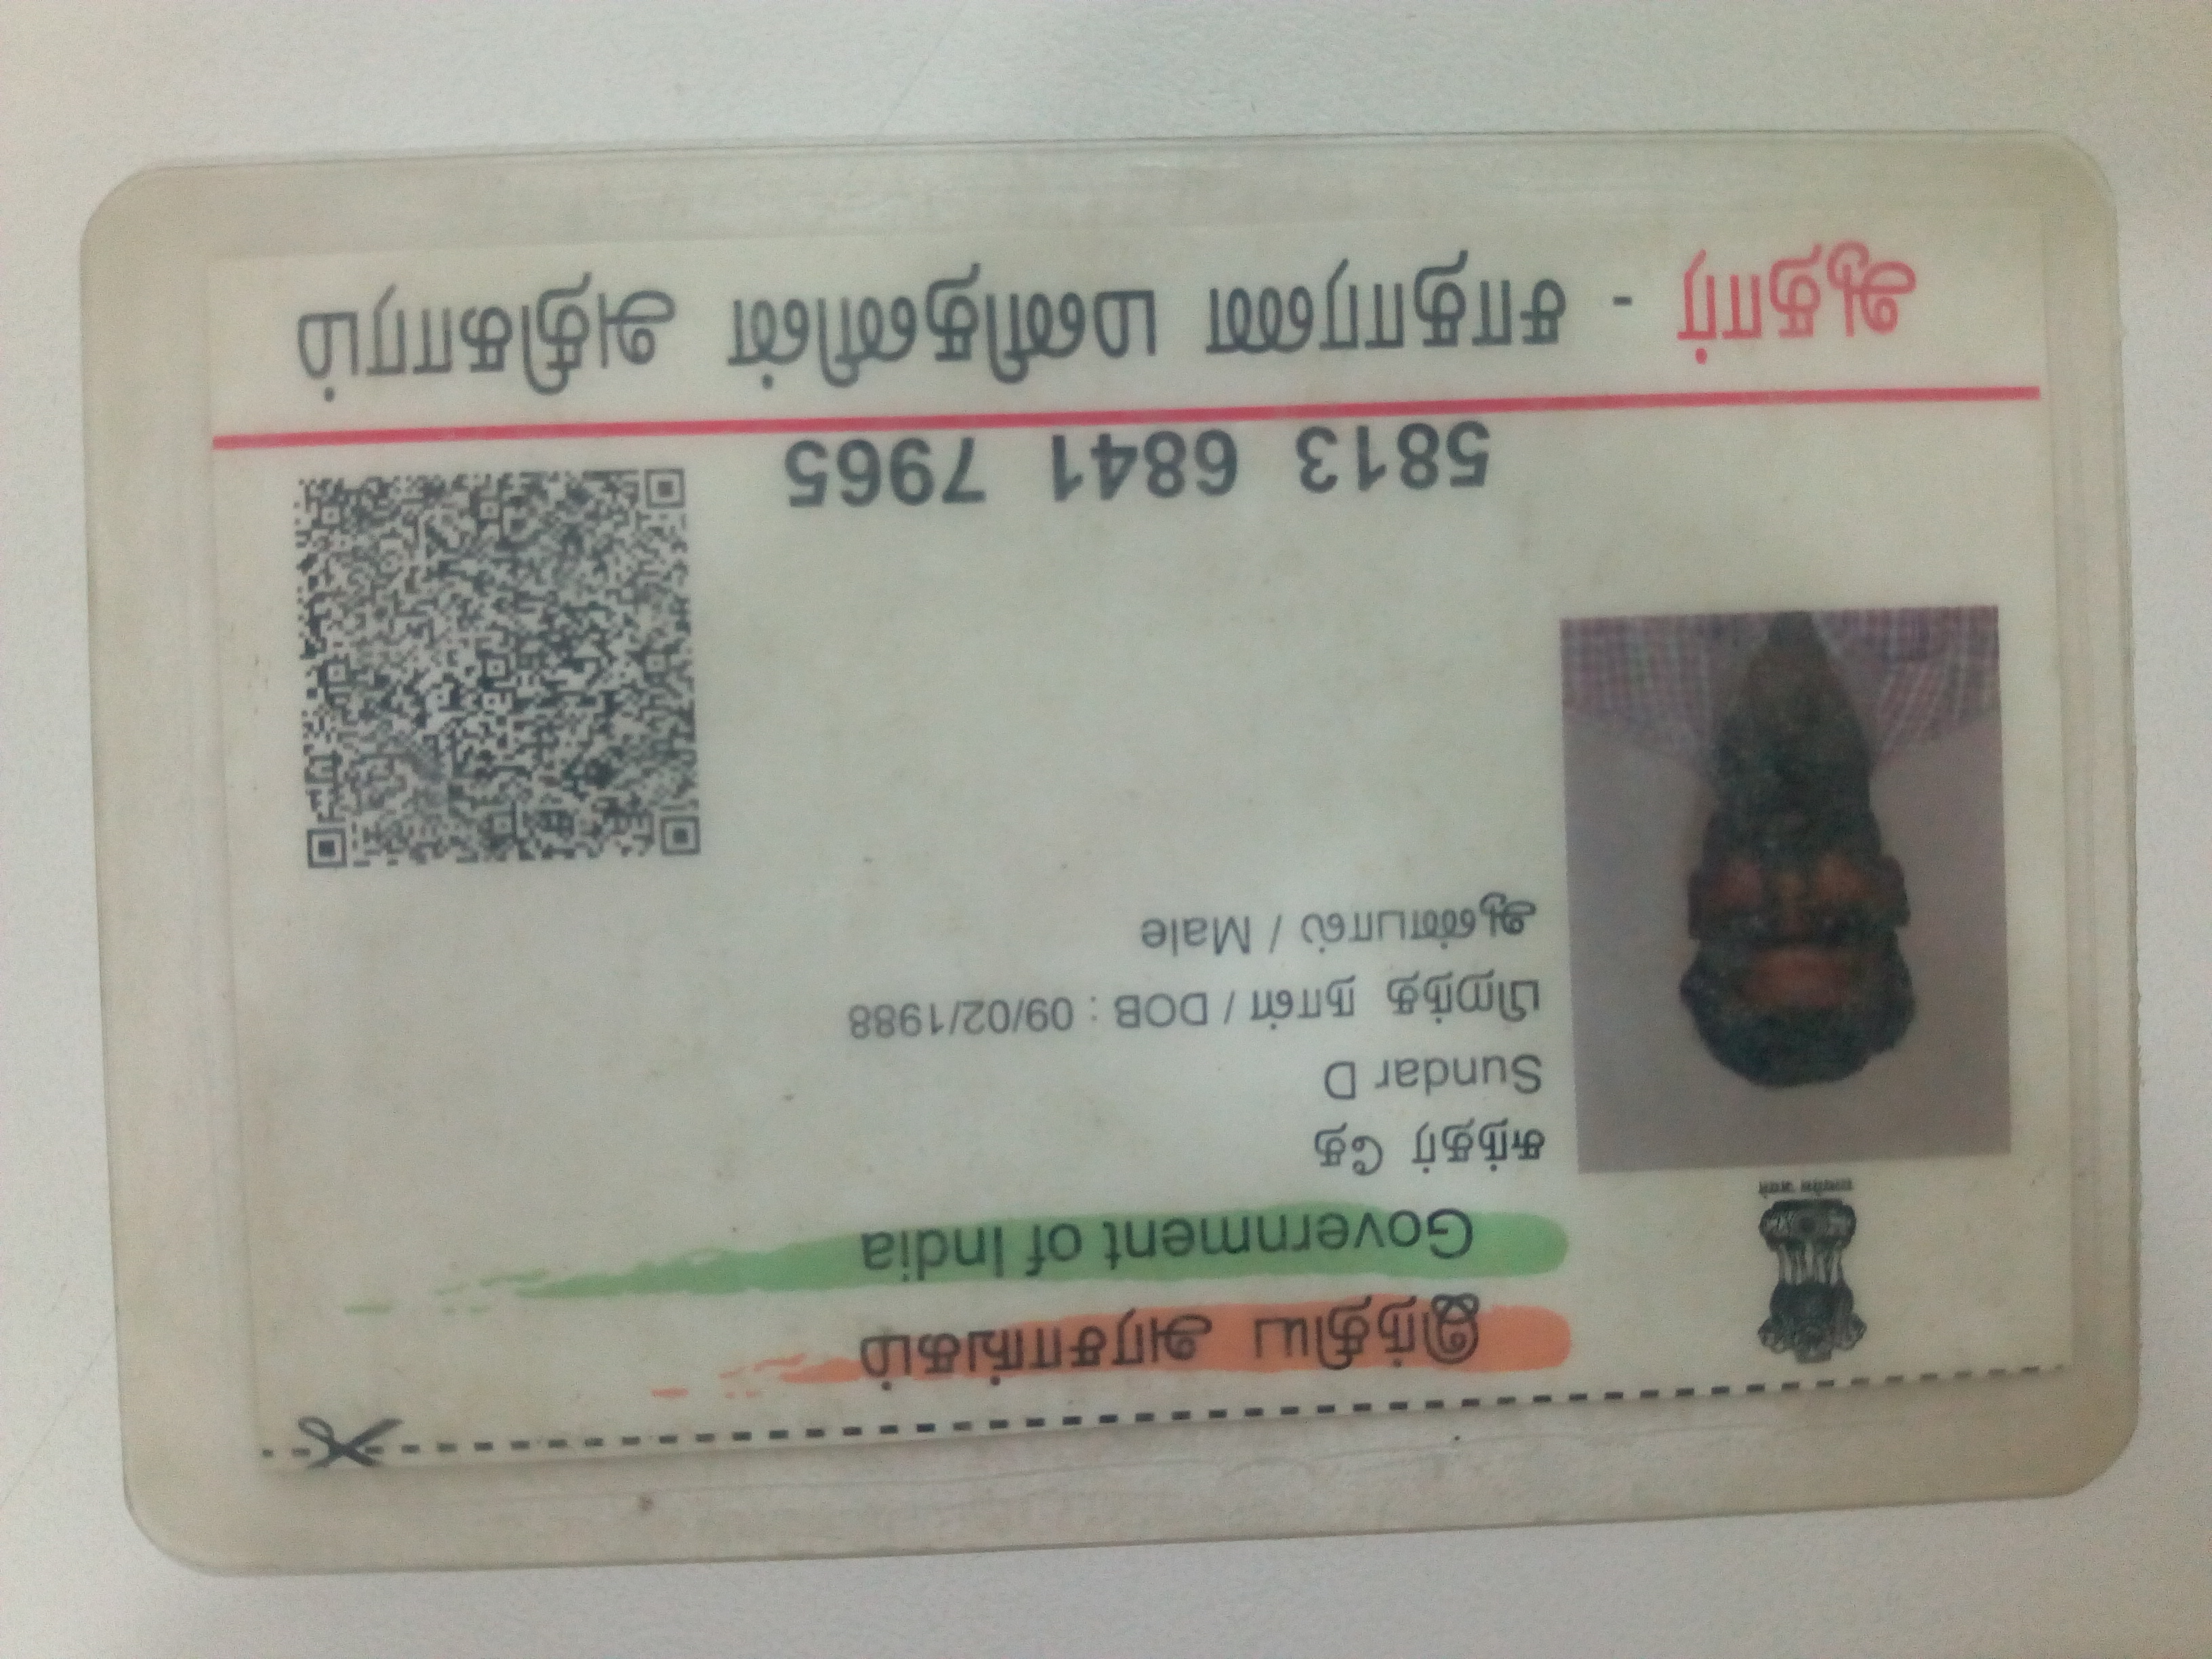 இந்திய அரசாங்கம்
Government of India
சுந்தர் தே
Sundar D
பிறந்த நாள் / DOB : 09/02/1988
ஆண்பால் / Male
5813 6841 7965
ஆதார் - சாதாரண மனிதனின் அதிகாரம்